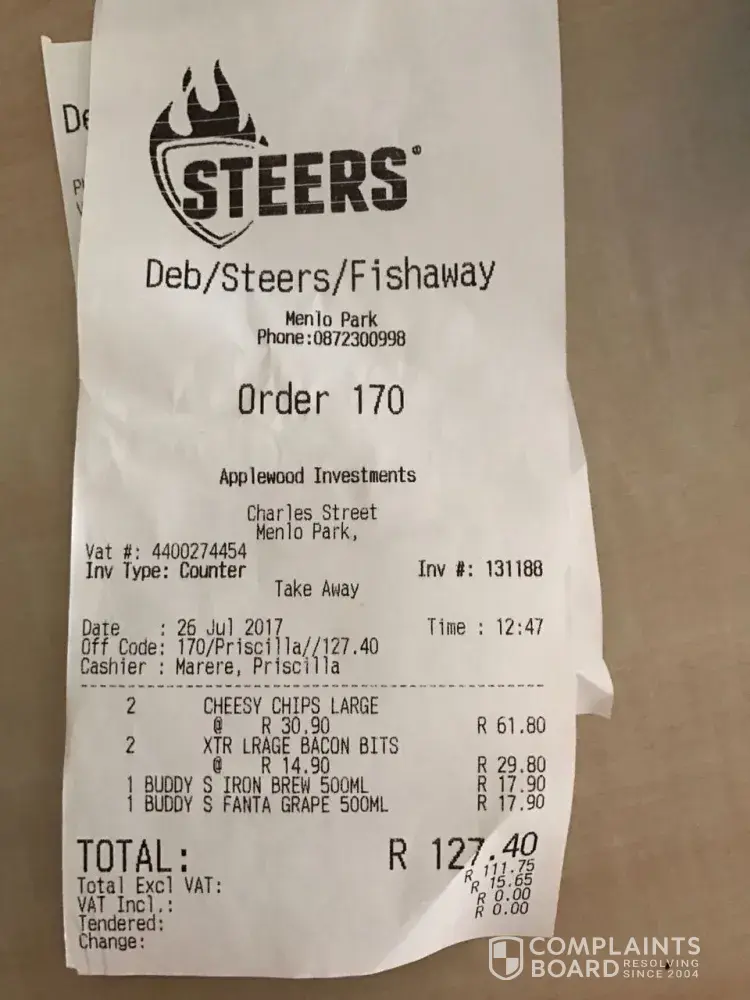 De
STEERS®
Deb/Steers/Fishaway
Menlo Park
Phone:0872300998
Order 170
Applewood Investments
Charles Street
Menlo Park,
Vat #: 4400274454
Inv Type: Counter Inv #: 131188
Take Away
Date : 26 Jul 2017 Time : 12:47
Off Code: 170/Priscilla//127.40
Cashier : Marere, Priscilla
2 CHEESY CHIPS LARGE
@ R 30.90 R 61.80
2 XTR LRAGE BACON BITS
@ R 14.90 R 29.80
1 BUDDY S IRON BREW 500ML R 17.90
1 BUDDY S FANTA GRAPE 500ML R 17.90
TOTAL: R 127.40
Total Excl VAT: R 111.75
VAT Incl.: R 15.65
Tendered: R 0.00
Change: R 0.00
COMPLAINTS
BOARD RESOLVING
SINCE 2004